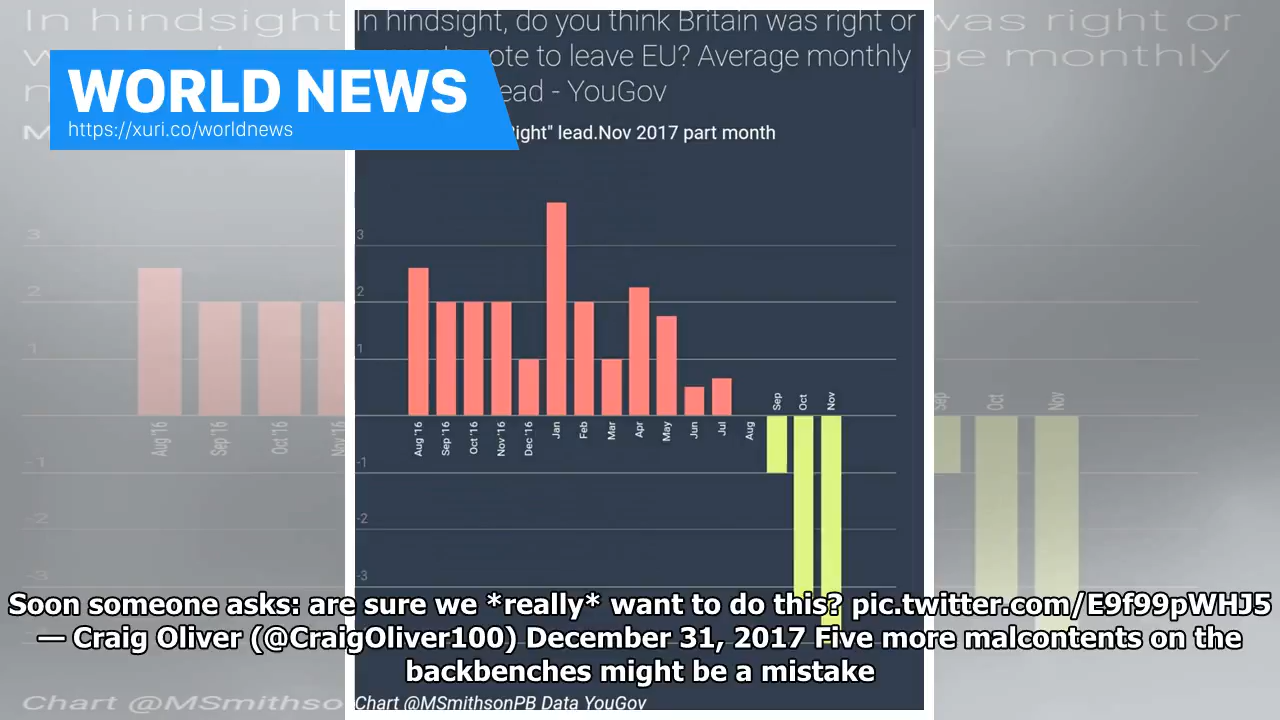 In hindsight, do you think Britain was right or
vote to leave EU? Average monthly
lead - YouGov
WORLD NEWS
https://xuri.co/worldnews
Right" lead.Nov 2017 part month
3
2
1
-1
-2
-3
Aug '16
Sep '16
Oct '16
Nov '16
Dec '16
Jan
Feb
Mar
Apr
May
Jun
Jul
Aug
Sep
Oct
Nov
Soon someone asks: are sure we *really* want to do this? pic.twitter.com/E9f99pWHJ5
— Craig Oliver (@CraigOliver100) December 31, 2017 Five more malcontents on the
backbenches might be a mistake
Chart @MSmithsonPB Data YouGov